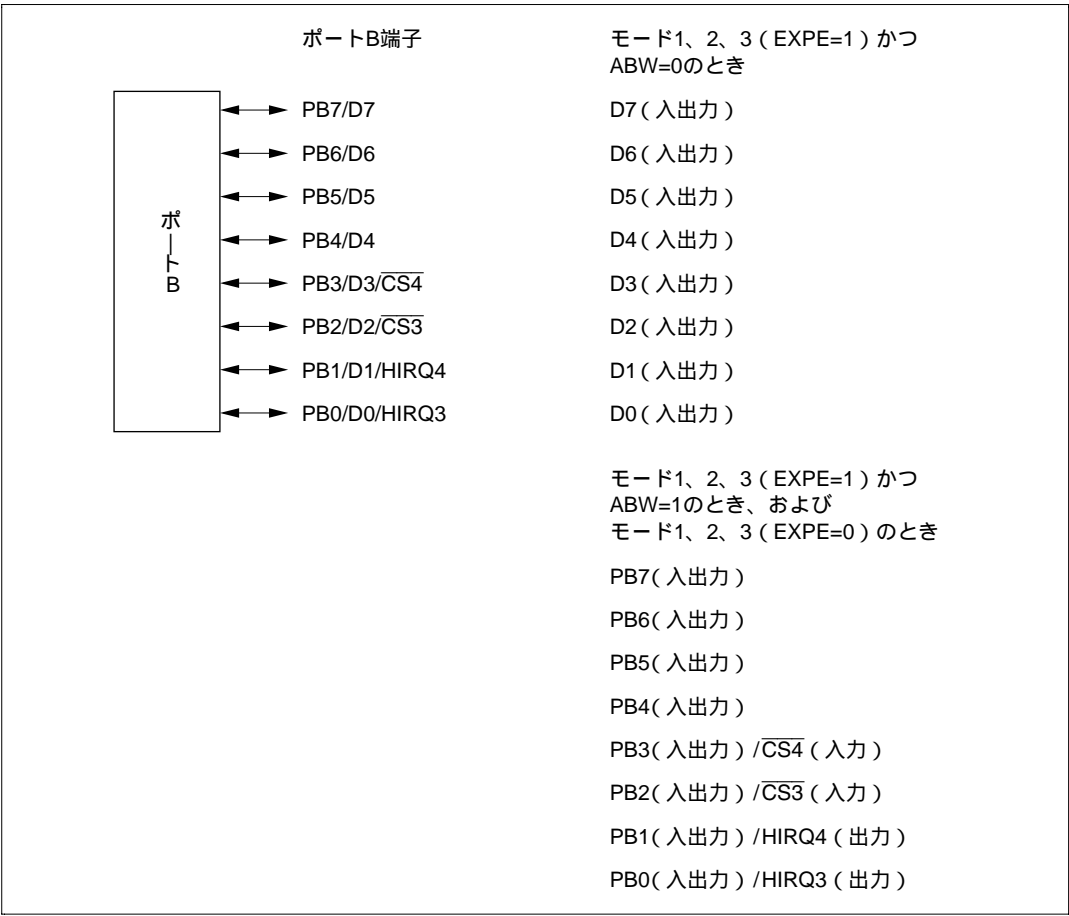 ポートB端子
モード1、2、3（EXPE=1）かつ
ABW=0のとき
ポートB
PB7/D7
D7（入出力）
PB6/D6
D6（入出力）
PB5/D5
D5（入出力）
PB4/D4
D4（入出力）
PB3/D3/C̅S̅4̅
D3（入出力）
PB2/D2/C̅S̅3̅
D2（入出力）
PB1/D1/HIRQ4
D1（入出力）
PB0/D0/HIRQ3
D0（入出力）
モード1、2、3（EXPE=1）かつ
ABW=1のとき、および
モード1、2、3（EXPE=0）のとき
PB7（入出力）
PB6（入出力）
PB5（入出力）
PB4（入出力）
PB3（入出力）/C̅S̅4̅（入力）
PB2（入出力）/C̅S̅3̅（入力）
PB1（入出力）/HIRQ4（出力）
PB0（入出力）/HIRQ3（出力）